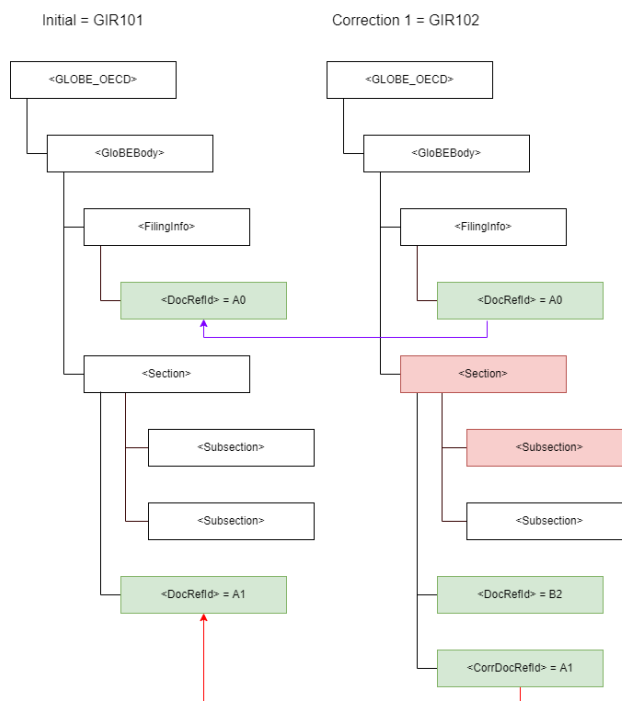 Initial = GIR101
Correction 1 = GIR102
<GLOBE_OECD>
<GLOBE_OECD>
<GloBEBody>
<GloBEBody>
<FilingInfo>
<FilingInfo>
<DocRefId> = A0
<DocRefId> = A0
<Section>
<Section>
<Subsection>
<Subsection>
<Subsection>
<Subsection>
<DocRefId> = A1
<DocRefId> = B2
<CorrDocRefId> = A1